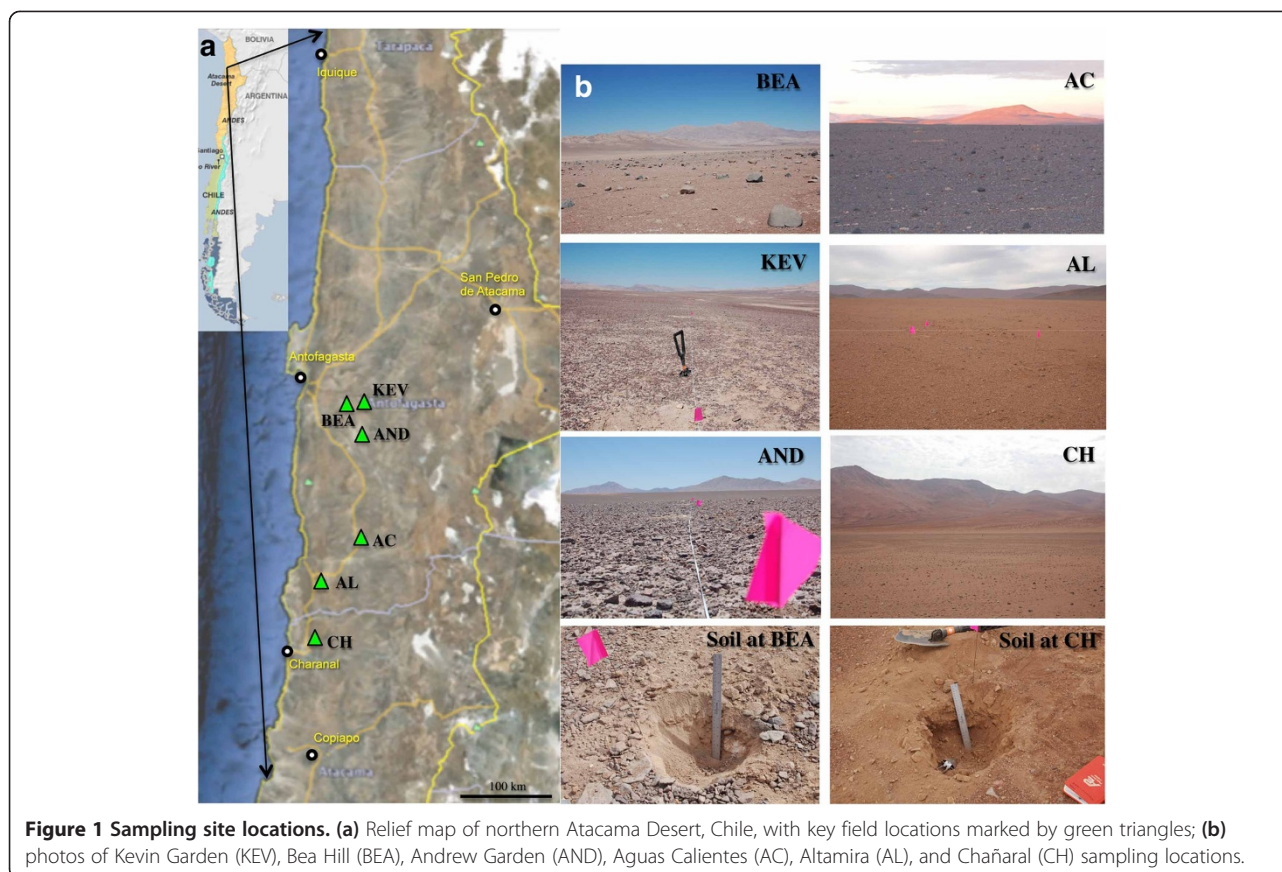 a
BOLIVIA
Atacama
Desert
ARGENTINA
ANDES
Santiago
CHILE
ANDES
Tarapaca
Iquique
San Pedro
de Atacama
Antofagasta
KEV
BEA
AND
AC
AL
CH
Charanal
Copiapo
Atacama
100 km
b
BEA
AC
KEV
AL
AND
CH
Soil at BEA
Soil at CH
Figure 1 Sampling site locations. (a) Relief map of northern Atacama Desert, Chile, with key field locations marked by green triangles; (b)
photos of Kevin Garden (KEV), Bea Hill (BEA), Andrew Garden (AND), Aguas Calientes (AC), Altamira (AL), and Chañaral (CH) sampling locations.